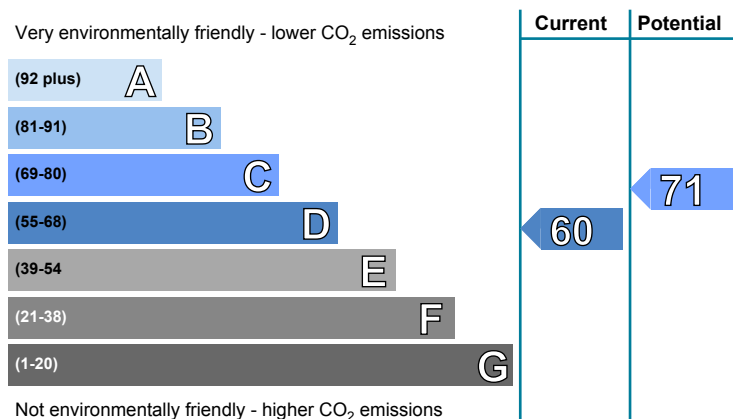 Very environmentally friendly - lower CO2 emissions
Current
Potential
(92 plus) A
(81-91) B
(69-80) C
71
(55-68) D
60
(39-54 E
(21-38) F
(1-20) G
Not environmentally friendly - higher CO2 emissions